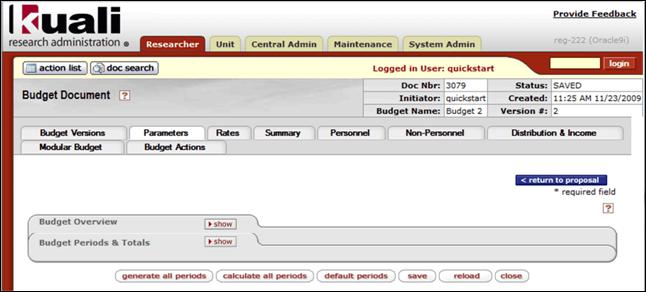 kuali
research administration
Provide Feedback
Researcher Unit Central Admin Maintenance System Admin
reg-222 (Oracle9i)
action list doc search
Logged in User: quickstart
login
Budget Document ?
Doc Nbr: 3079 Status: SAVED
Initiator: quickstart Created: 11:25 AM 11/23/2009
Budget Name: Budget 2 Version #: 2
Budget Versions Parameters Rates Summary Personnel Non-Personnel Distribution & Income
Modular Budget Budget Actions
< return to proposal
* required field
?
Budget Overview show
Budget Periods & Totals show
generate all periods calculate all periods default periods save reload close